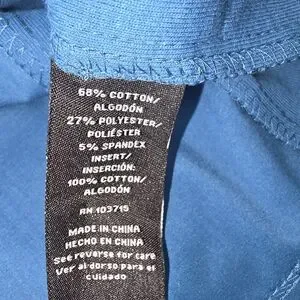 68% COTTON/
ALGODÓN
27% POLYESTER/
POLIÉSTER
5% SPANDEX
INSERT/
INSERCIÓN:
100% COTTON/
ALGODÓN
RN 103715
MADE IN CHINA
HECHO EN CHINA
See reverse for care
Ver al dorso para el
cuidado